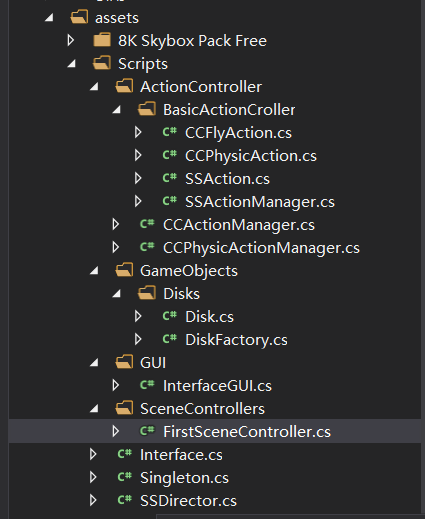 assets
8K Skybox Pack Free
Scripts
ActionController
BasicActionCroller
C# CCFlyAction.cs
C# CCPhysicAction.cs
C# SSAction.cs
C# SSActionManager.cs
C# CCActionManager.cs
C# CCPhysicActionManager.cs
GameObjects
Disks
C# Disk.cs
C# DiskFactory.cs
GUI
C# InterfaceGUI.cs
SceneControllers
C# FirstSceneController.cs
C# Interface.cs
C# Singleton.cs
C# SSDirector.cs